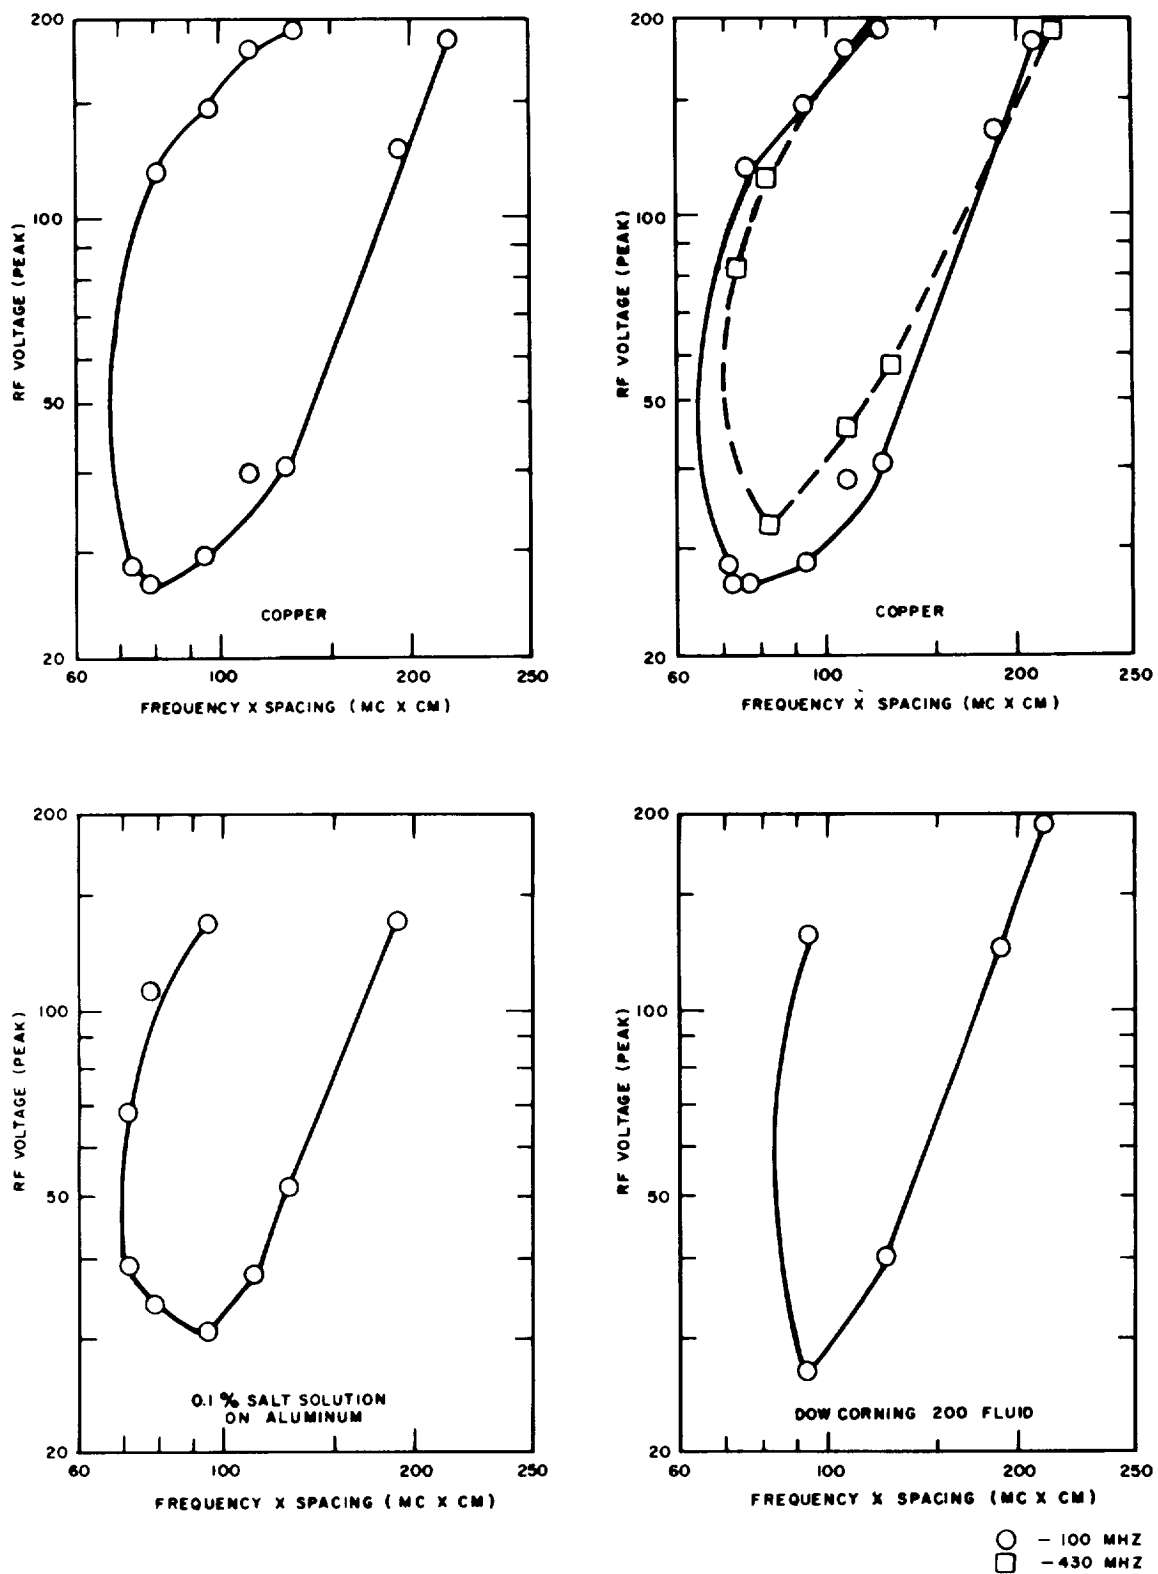 200
100
50
20
RF VOLTAGE (PEAK)
COPPER
60 100 200 250
FREQUENCY X SPACING (MC X CM)
200
100
50
20
RF VOLTAGE (PEAK)
COPPER
60 100 200 250
FREQUENCY X SPACING (MC X CM)
200
100
50
20
RF VOLTAGE (PEAK)
0.1 % SALT SOLUTION
ON ALUMINUM
60 100 200 250
FREQUENCY X SPACING (MC X CM)
200
100
50
20
RF VOLTAGE (PEAK)
DOW CORNING 200 FLUID
60 100 200 250
FREQUENCY X SPACING (MC X CM)
- 100 MHZ
- 430 MHZ